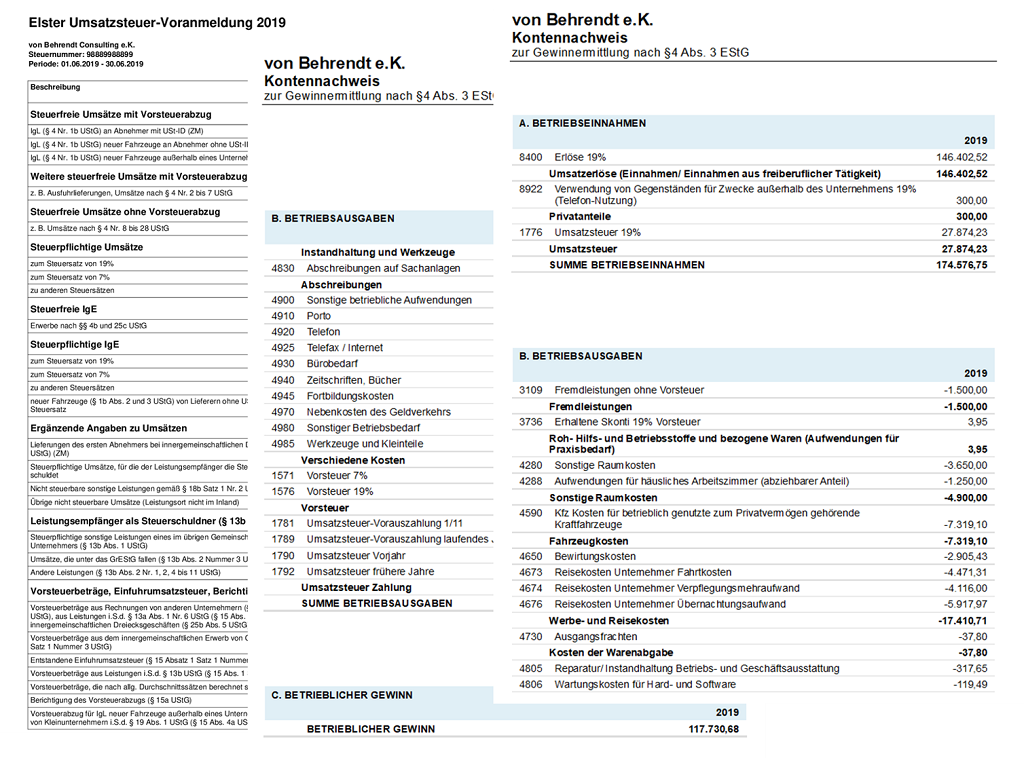 Elster Umsatzsteuer-Voranmeldung 2019
von Behrendt Consulting e.K.
Steuernummer: 98889988899
Periode: 01.06.2019 - 30.06.2019
Beschreibung
Steuerfreie Umsätze mit Vorsteuerabzug
IgL (§ 4 Nr. 1b UStG) an Abnehmer mit USt-ID (ZM)
IgL (§ 4 Nr. 1b UStG) neuer Fahrzeuge an Abnehmer ohne USt-I
IgL (§ 4 Nr. 1b UStG) neuer Fahrzeuge außerhalb eines Unterneh
Weitere steuerfreie Umsätze mit Vorsteuerabzug
z. B. Ausfuhrlieferungen, Umsätze nach § 4 Nr. 2 bis 7 UStG
Steuerfreie Umsätze ohne Vorsteuerabzug
z. B. Umsätze nach § 4 Nr. 8 bis 28 UStG
Steuerpflichtige Umsätze
zum Steuersatz von 19%
zum Steuersatz von 7%
zu anderen Steuersätzen
Steuerfreie IgE
Erwerbe nach §§ 4b und 25c UStG
Steuerpflichtige IgE
zum Steuersatz von 19%
zum Steuersatz von 7%
zu anderen Steuersätzen
neuer Fahrzeuge (§ 1b Abs. 2 und 3 UStG) von Lieferern ohne U
Steuersatz
Ergänzende Angaben zu Umsätzen
Lieferungen des ersten Abnehmers bei innergemeinschaftlichen
UStG) (ZM)
Steuerpflichtige Umsätze, für die der Leistungsempfänger die Ste
schuldet
Nicht steuerbare sonstige Leistungen gemäß § 18b Satz 1 Nr. 2 U
Übrige nicht steuerbare Umsätze (Leistungsort nicht im Inland)
Leistungsempfänger als Steuerschuldner (§ 13b
Steuerpflichtige sonstige Leistungen eines im übrigen Gemeinsch
Unternehmers (§ 13b Abs. 1 UStG)
Umsätze, die unter das GrEStG fallen (§ 13b Abs. 2 Nummer 3 U
Andere Leistungen (§ 13b Abs. 2 Nr. 1, 2, 4 bis 11 UStG)
Vorsteuerbeträge, Einfuhrumsatzsteuer, Berichti
Vorsteuerbeträge aus Rechnungen von anderen Unternehmern (§
UStG), aus Leistungen i.S.d. § 13a Abs. 1 Nr. 6 UStG (§ 15 Abs.
innergemeinschaftlichen Dreiecksgeschäften (§ 25b Abs. 5 UStG
Vorsteuerbeträge aus dem innergemeinschaftlichen Erwerb von
Satz 1 Nummer 3 UStG)
Entstandene Einfuhrumsatzsteuer (§ 15 Absatz 1 Satz 1 Nummer
Vorsteuerbeträge aus Leistungen i.S.d. § 13b UStG (§ 15 Abs. 1
Vorsteuerbeträge, die nach allg. Durchschnittssätzen berechnet s
Berichtigung des Vorsteuerabzugs (§ 15a UStG)
Vorsteuerabzug für IgL neuer Fahrzeuge außerhalb eines Untern
von Kleinunternehmern i.S.d. § 19 Abs. 1 UStG (§ 15 Abs. 4a US
von Behrendt e.K.
Kontennachweis
zur Gewinnermittlung nach §4 Abs. 3 ESt
B. BETRIEBSAUSGABEN
Instandhaltung und Werkzeuge
4830 Abschreibungen auf Sachanlagen
Abschreibungen
4900 Sonstige betriebliche Aufwendungen
4910 Porto
4920 Telefon
4925 Telefax / Internet
4930 Bürobedarf
4940 Zeitschriften, Bücher
4945 Fortbildungskosten
4970 Nebenkosten des Geldverkehrs
4980 Sonstiger Betriebsbedarf
4985 Werkzeuge und Kleinteile
Verschiedene Kosten
1571 Vorsteuer 7%
1576 Vorsteuer 19%
Vorsteuer
1781 Umsatzsteuer-Vorauszahlung 1/11
1789 Umsatzsteuer-Vorauszahlung laufendes
1790 Umsatzsteuer Vorjahr
1792 Umsatzsteuer frühere Jahre
Umsatzsteuer Zahlung
SUMME BETRIEBSAUSGABEN
C. BETRIEBLICHER GEWINN
2019
BETRIEBLICHER GEWINN 117.730,68
von Behrendt e.K.
Kontennachweis
zur Gewinnermittlung nach §4 Abs. 3 EStG
A. BETRIEBSEINNAHMEN
2019
8400 Erlöse 19% 146.402,52
Umsatzerlöse (Einnahmen/ Einnahmen aus freiberuflicher Tätigkeit) 146.402,52
8922 Verwendung von Gegenständen für Zwecke außerhalb des Unternehmens 19%
(Telefon-Nutzung) 300,00
Privatanteile 300,00
1776 Umsatzsteuer 19% 27.874,23
Umsatzsteuer 27.874,23
SUMME BETRIEBSEINNAHMEN 174.576,75
B. BETRIEBSAUSGABEN
2019
3109 Fremdleistungen ohne Vorsteuer -1.500,00
Fremdleistungen -1.500,00
3736 Erhaltene Skonti 19% Vorsteuer 3,95
Roh- Hilfs- und Betriebsstoffe und bezogene Waren (Aufwendungen für
Praxisbedarf) 3,95
4280 Sonstige Raumkosten -3.650,00
4288 Aufwendungen für häusliches Arbeitszimmer (abziehbarer Anteil) -1.250,00
Sonstige Raumkosten -4.900,00
4590 Kfz Kosten für betrieblich genutzte zum Privatvermögen gehörende
Kraftfahrzeuge -7.319,10
Fahrzeugkosten -7.319,10
4650 Bewirtungskosten -2.905,43
4673 Reisekosten Unternehmer Fahrtkosten -4.471,31
4674 Reisekosten Unternehmer Verpflegungsmehraufwand -4.116,00
4676 Reisekosten Unternehmer Übernachtungsaufwand -5.917,97
Werbe- und Reisekosten -17.410,71
4730 Ausgangsfrachten -37,80
Kosten der Warenabgabe -37,80
4805 Reparatur/ Instandhaltung Betriebs- und Geschäftsausstattung -317,65
4806 Wartungskosten für Hard- und Software -119,49